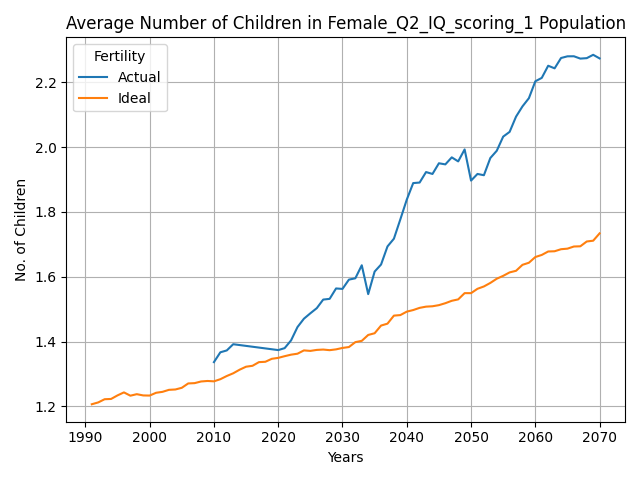 Average Number of Children in Female_Q2_IQ_scoring_1 Population
Fertility
Actual
Ideal
No. of Children
2.2
2.0
1.8
1.6
1.4
1.2
1990 2000 2010 2020 2030 2040 2050 2060 2070
Years